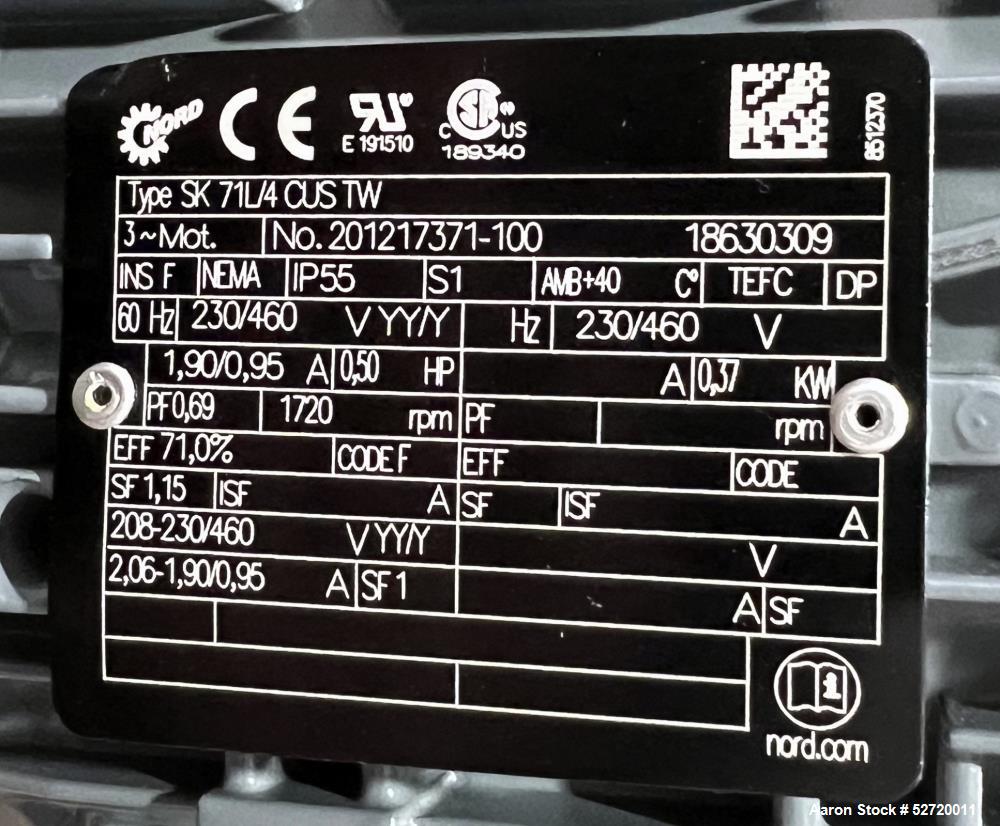 NORD CE RU® E 191510
C SA® US 189340
8512370
Type SK 71L/4 CUS TW
3~Mot. No. 201217371-100 18630309
INS F NEMA IP55 S1 AMB+40 C° TEFC DP
60 Hz 230/460 V YY/Y Hz 230/460 V
1,90/0,95 A 0,50 HP A 0,37 KW
PF 0,69 1720 rpm PF rpm
EFF 71,0% CODE F EFF CODE
SF 1,15 ISF A SF ISF A
208-230/460 V YY/Y V
2,06-1,90/0,95 A SF 1 A SF
nord.com
Aaron Stock # 52720011